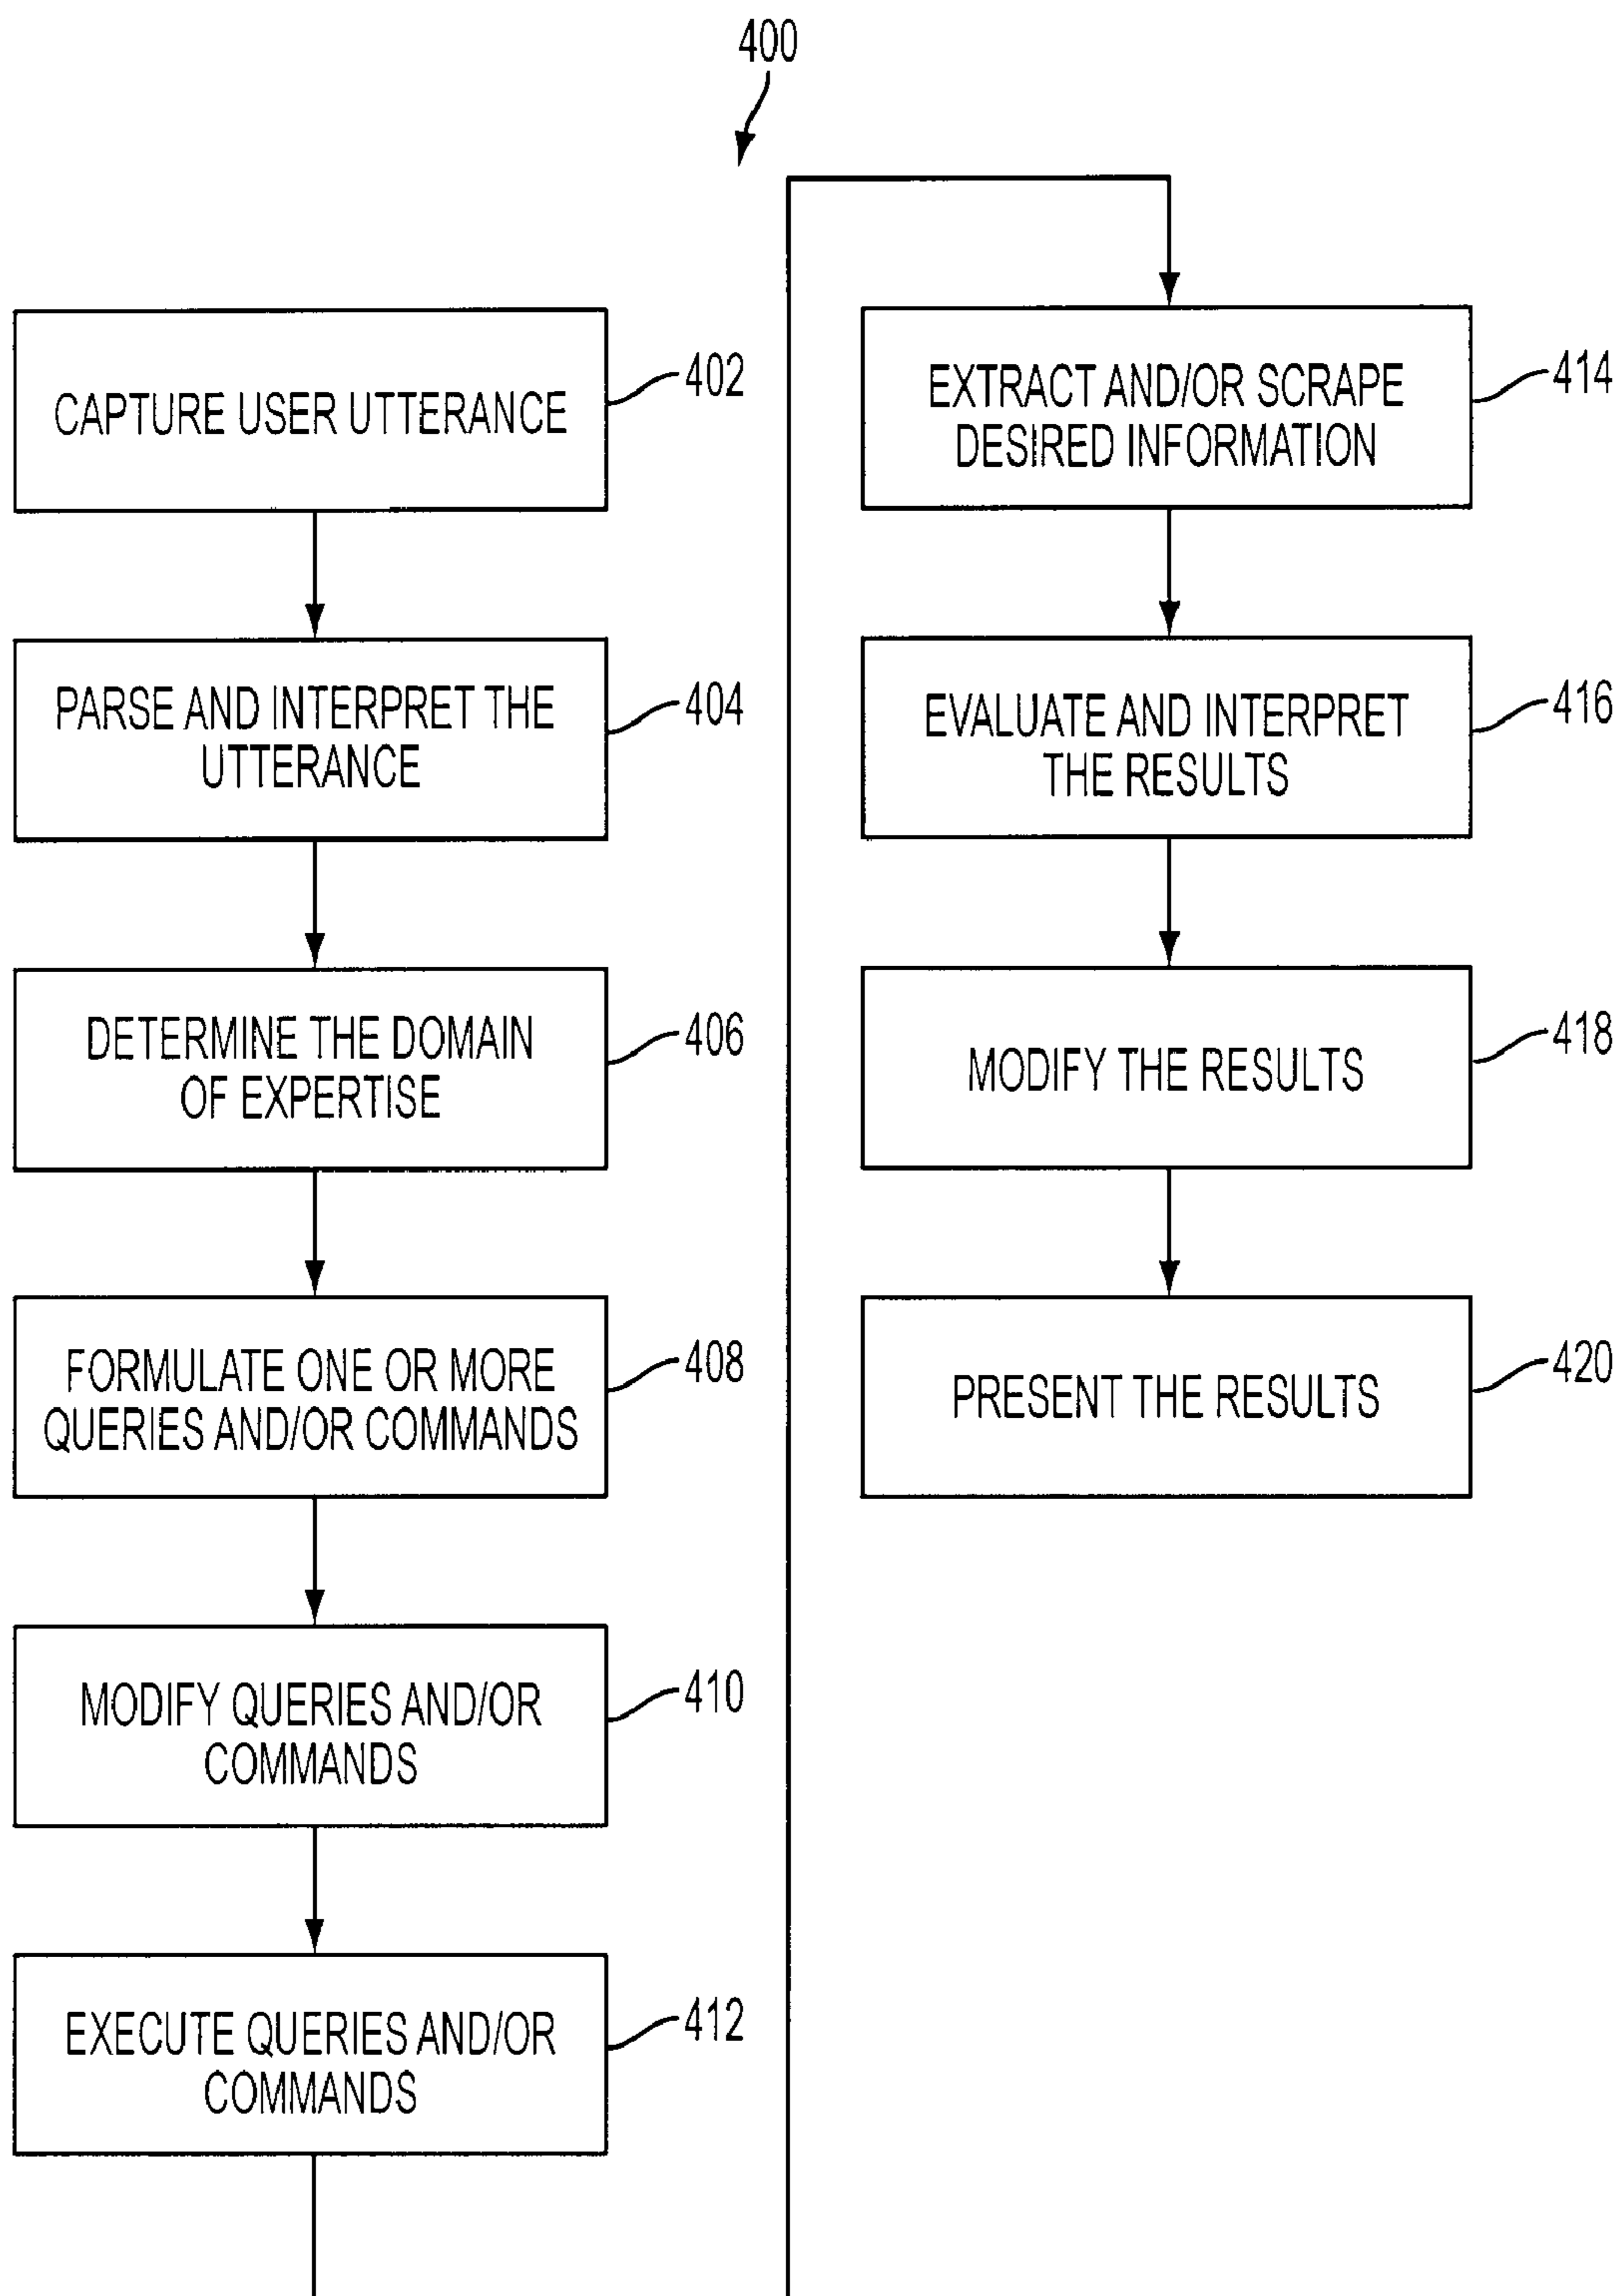 400
CAPTURE USER UTTERANCE
402
PARSE AND INTERPRET THE
UTTERANCE
404
DETERMINE THE DOMAIN
OF EXPERTISE
406
FORMULATE ONE OR MORE
QUERIES AND/OR COMMANDS
408
MODIFY QUERIES AND/OR
COMMANDS
410
EXECUTE QUERIES AND/OR
COMMANDS
412
EXTRACT AND/OR SCRAPE
DESIRED INFORMATION
414
EVALUATE AND INTERPRET
THE RESULTS
416
MODIFY THE RESULTS
418
PRESENT THE RESULTS
420